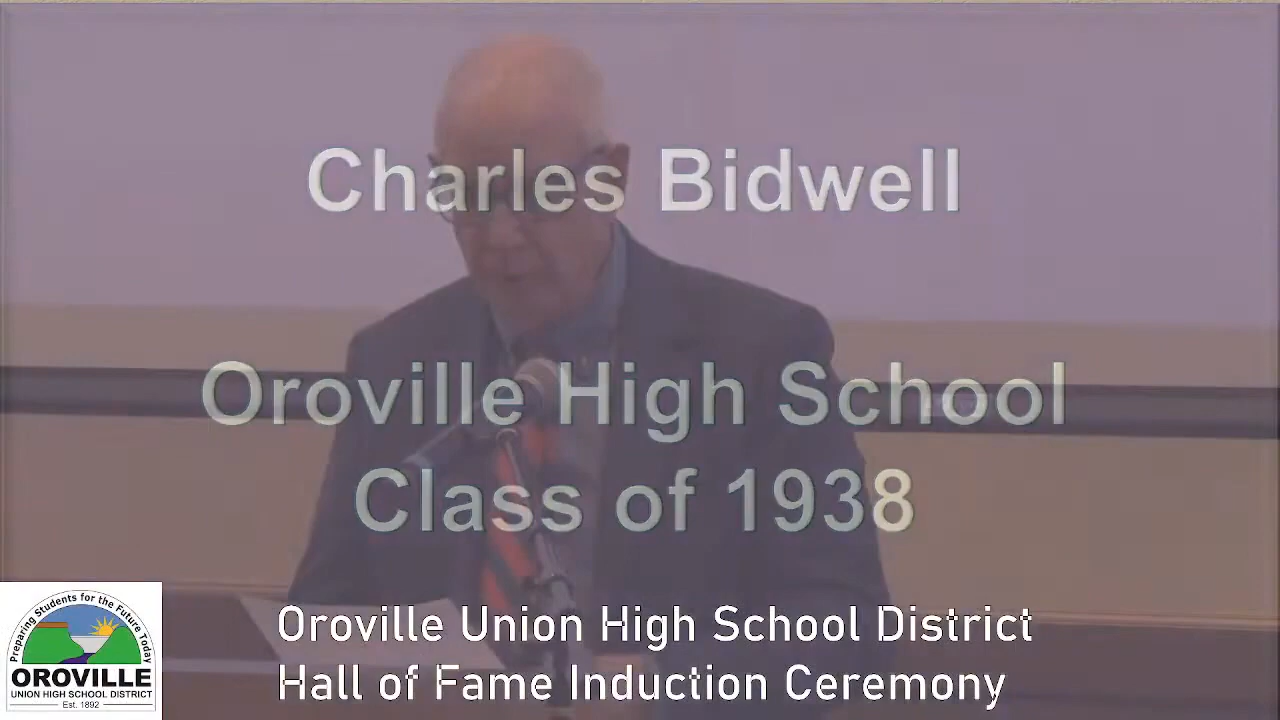 Charles Bidwell
Oroville High School
Class of 1938
Preparing Students for the Future Today
OROVILLE
UNION HIGH SCHOOL DISTRICT
Est. 1892
Oroville Union High School District
Hall of Fame Induction Ceremony